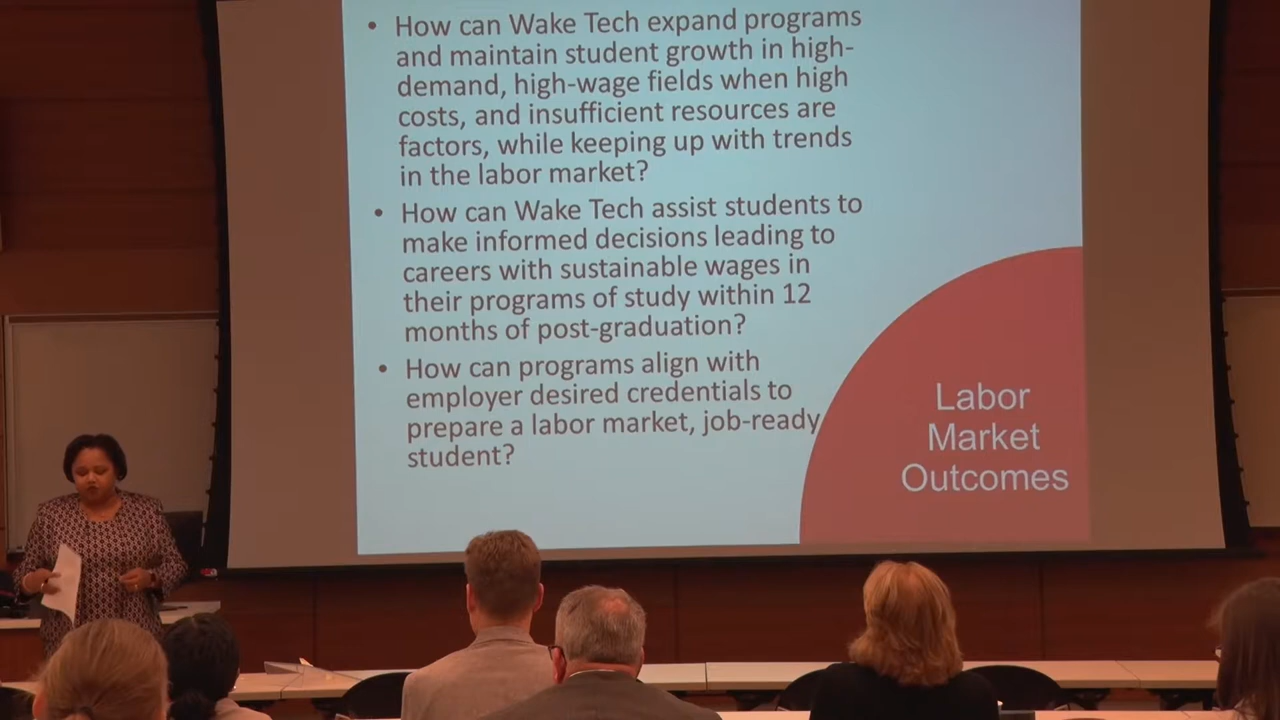 • How can Wake Tech expand programs
and maintain student growth in high-
demand, high-wage fields when high
costs, and insufficient resources are
factors, while keeping up with trends
in the labor market?
• How can Wake Tech assist students to
make informed decisions leading to
careers with sustainable wages in
their programs of study within 12
months of post-graduation?
• How can programs align with
employer desired credentials to
prepare a labor market, job-ready
student?
Labor
Market
Outcomes